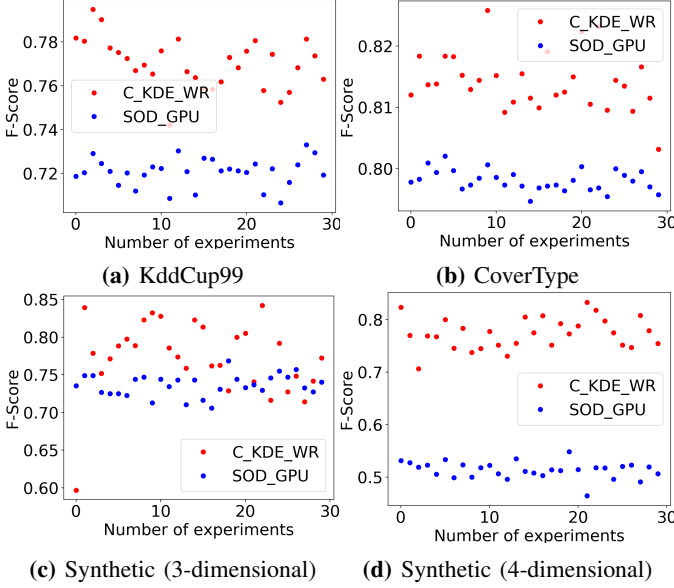 0.78
0.76
0.74
0.72
F-Score
C_KDE_WR
SOD_GPU
0 10 20 30
Number of experiments
(a) KddCup99
0.82
0.81
0.80
F-Score
C_KDE_WR
SOD_GPU
0 10 20 30
Number of experiments
(b) CoverType
0.85
0.80
0.75
0.70
0.65
0.60
F-Score
C_KDE_WR
SOD_GPU
0 10 20 30
Number of experiments
(c) Synthetic (3-dimensional)
0.8
0.7
0.6
0.5
F-Score
C_KDE_WR
SOD_GPU
0 10 20 30
Number of experiments
(d) Synthetic (4-dimensional)